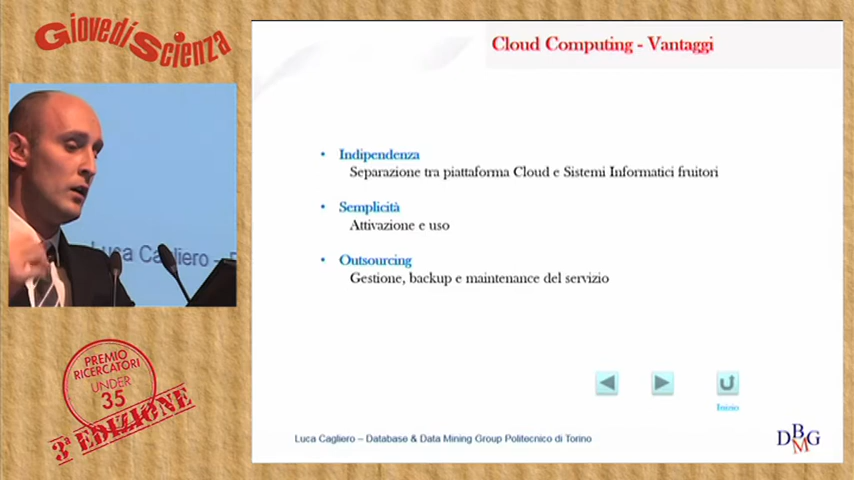 GiovedìScienza
Cloud Computing - Vantaggi
• Indipendenza
Separazione tra piattaforma Cloud e Sistemi Informatici fruitori
• Semplicità
Attivazione e uso
• Outsourcing
Gestione, backup e maintenance del servizio
Luca Cagliero –
PREMIO
RICERCATORI
UNDER
35
3ª EDIZIONE
Inizio
Luca Cagliero – Database & Data Mining Group Politecnico di Torino
DBMG